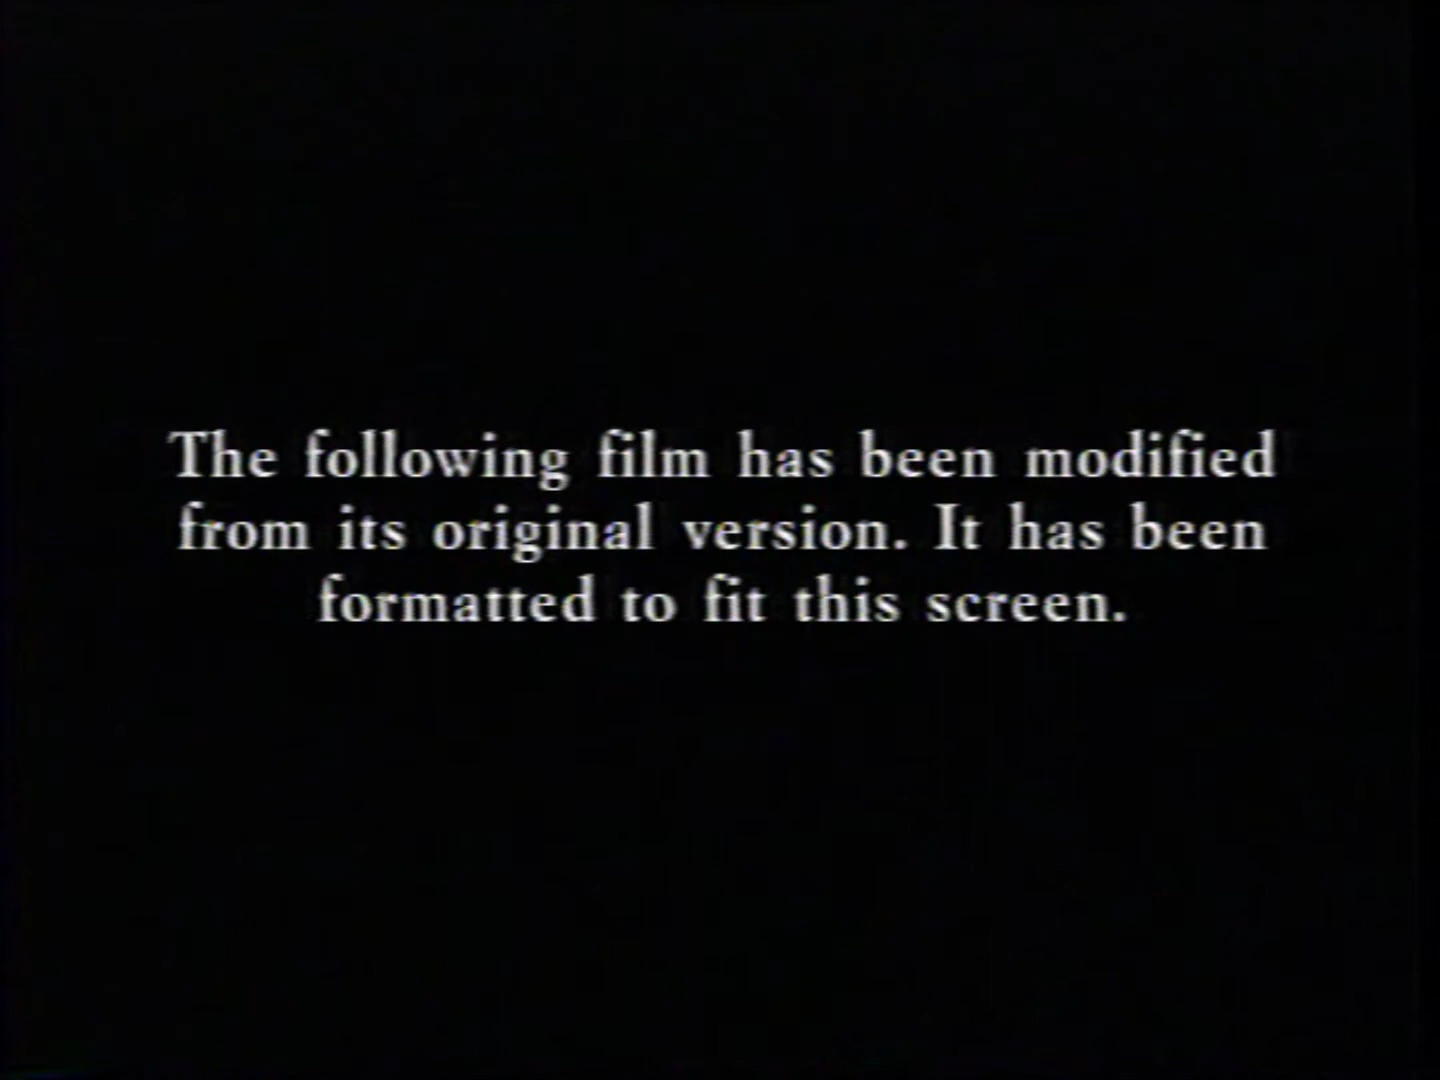 The following film has been modified
from its original version. It has been
formatted to fit this screen.